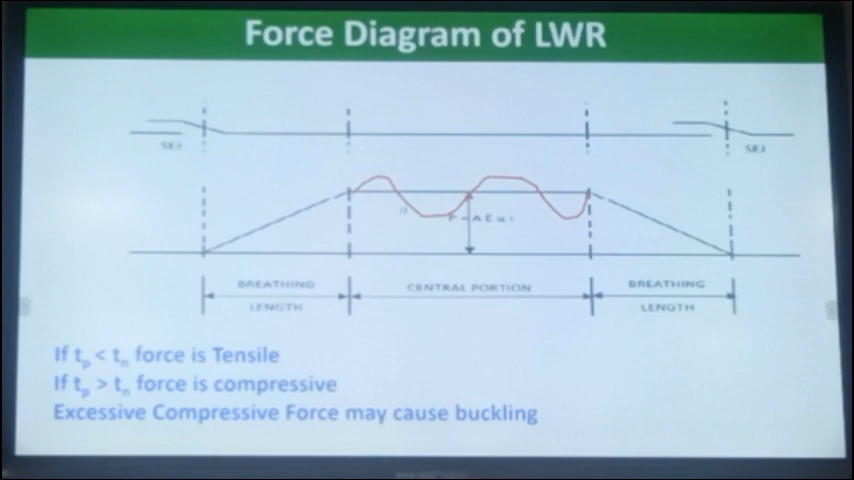 Force Diagram of LWR
SEJ
SEJ
BREATHING
LENGTH
CENTRAL PORTION
BREATHING
LENGTH
If tp < tn force is Tensile
If tp > tn force is compressive
Excessive Compressive Force may cause buckling